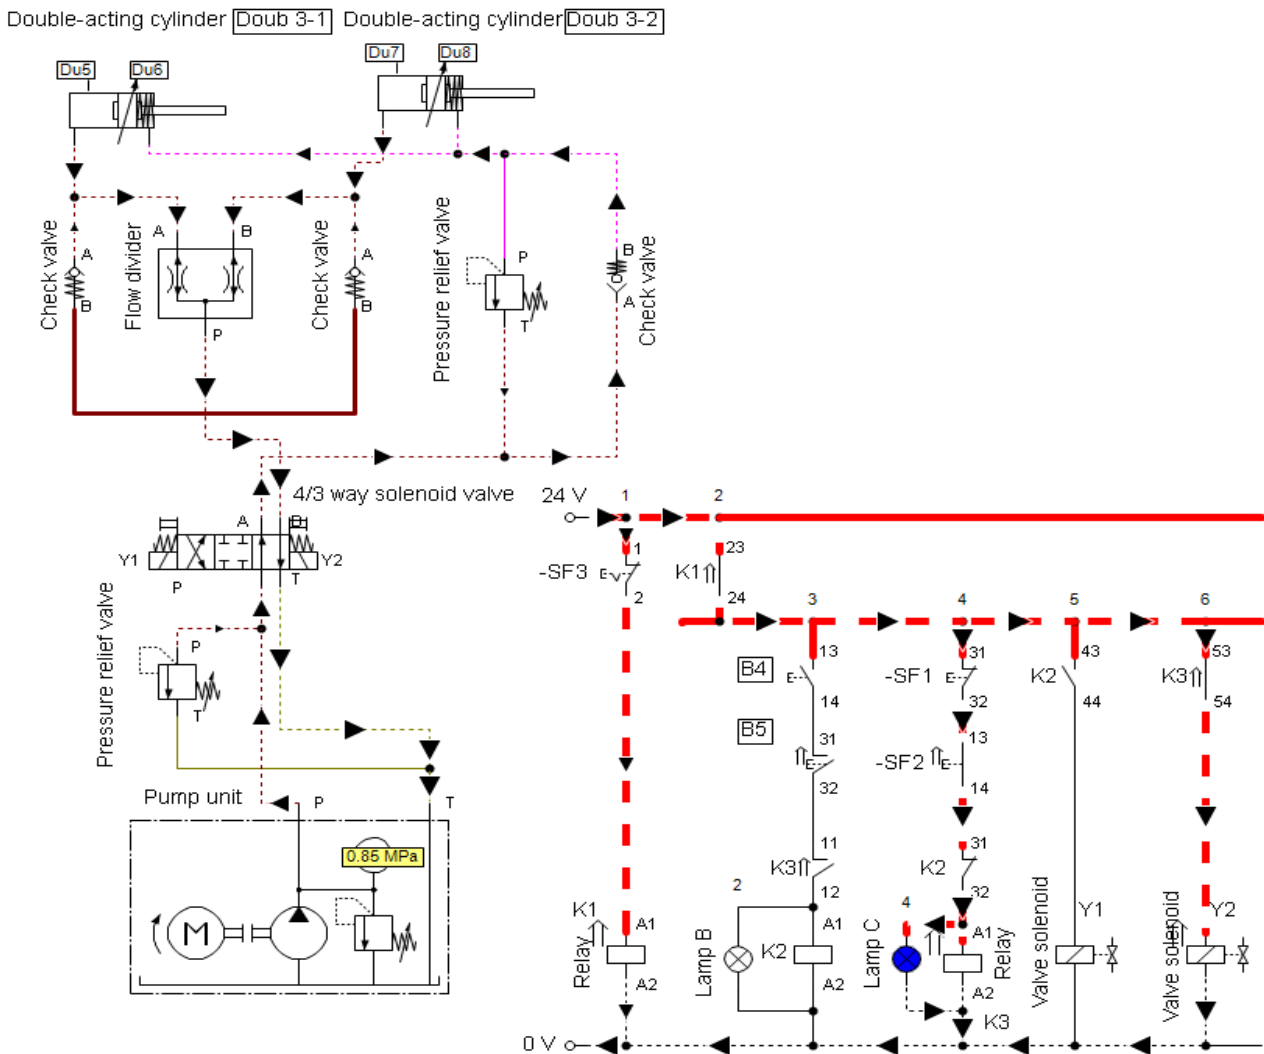 Double-acting cylinder Doub 3-1 Double-acting cylinder Doub 3-2
Du5 Du6
Du7 Du8
A B
Check valve
A
B
Flow divider
P
Check valve
A
B
Pressure relief valve
P
T
B
A
Check valve
4/3 way solenoid valve
A B
Y1 Y2
P T
Pressure relief valve
P
T
Pump unit P T
0.85 MPa
M
24 V 1 2
1
-SF3
2
23
K1
24
3 4 5 6
B4 13
14
B5 31
32
11
K3
12
2
Lamp B
A1
K2
A2
31
-SF1
32
13
-SF2
14
31
K2
32
4
Lamp C
A1
A2
Relay
K3
43
K2
44
Y1
Valve solenoid
53
K3
54
Y2
Valve solenoid
K1
A1
Relay
A2
0 V